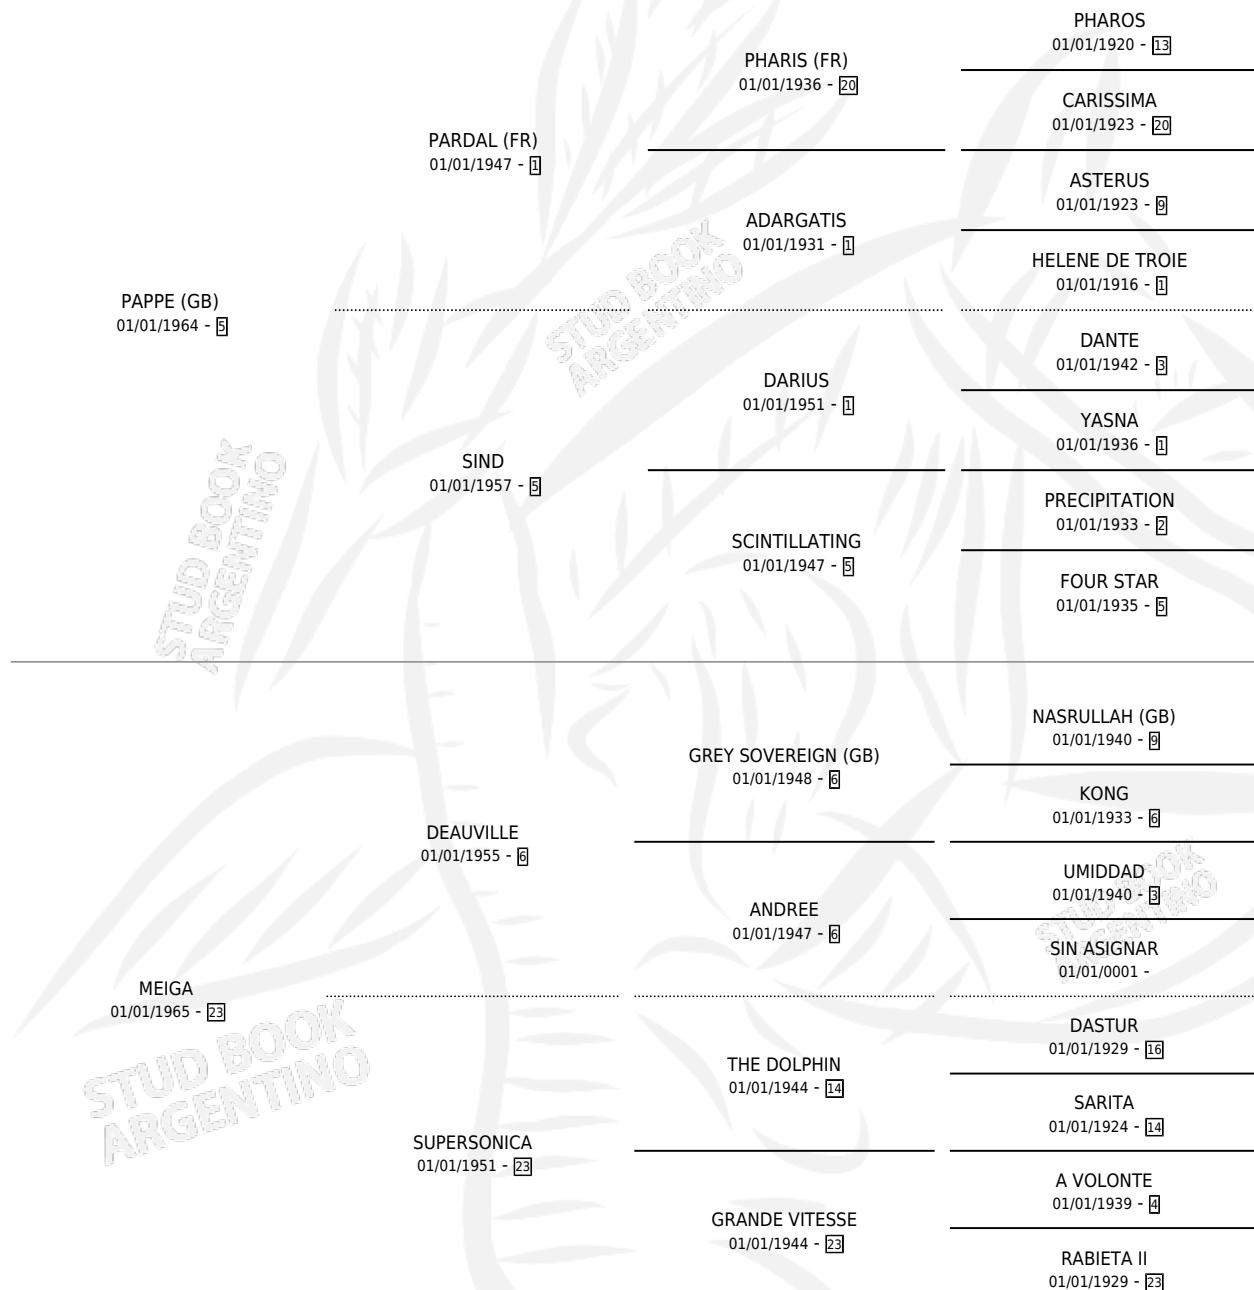 PHAROS
01/01/1920 - 13
PHARIS (FR)
01/01/1936 - 20
CARISSIMA
01/01/1923 - 20
PARDAL (FR)
01/01/1947 - 1
ASTERUS
01/01/1923 - 9
ADARGATIS
01/01/1931 - 1
HELENE DE TROIE
01/01/1916 - 1
PAPPE (GB)
01/01/1964 - 5
DANTE
01/01/1942 - 3
DARIUS
01/01/1951 - 1
YASNA
01/01/1936 - 1
SIND
01/01/1957 - 5
PRECIPITATION
01/01/1933 - 2
SCINTILLATING
01/01/1947 - 5
FOUR STAR
01/01/1935 - 5
STUD BOOK
ARGENTINO
STUD BOOK
ARGENTINO
NASRULLAH (GB)
01/01/1940 - 9
GREY SOVEREIGN (GB)
01/01/1948 - 6
KONG
01/01/1933 - 6
DEAUVILLE
01/01/1955 - 6
UMIDDAD
01/01/1940 - 3
ANDREE
01/01/1947 - 6
SIN ASIGNAR
01/01/0001 -
STUD BOOK
ARGENTINO
MEIGA
01/01/1965 - 23
DASTUR
01/01/1929 - 16
THE DOLPHIN
01/01/1944 - 14
SARITA
01/01/1924 - 14
STUD BOOK
ARGENTINO
SUPERSONICA
01/01/1951 - 23
A VOLONTE
01/01/1939 - 4
GRANDE VITESSE
01/01/1944 - 23
RABIETA II
01/01/1929 - 23